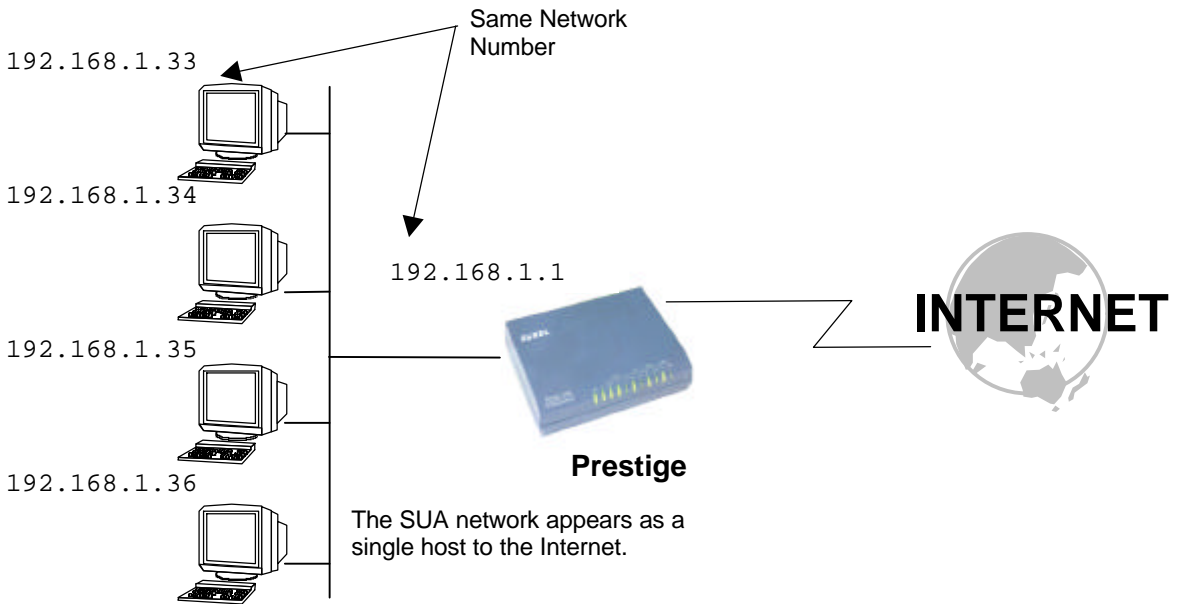 Same Network
Number
192.168.1.33
192.168.1.34
192.168.1.1
INTERNET
192.168.1.35
Prestige
192.168.1.36
The SUA network appears as a
single host to the Internet.